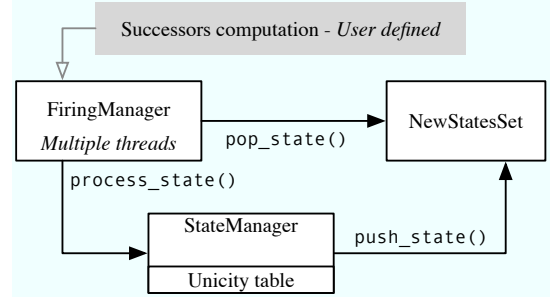 Successors computation - User defined
FiringManager
Multiple threads
NewStatesSet
pop_state()
process_state()
StateManager
push_state()
Unicity table